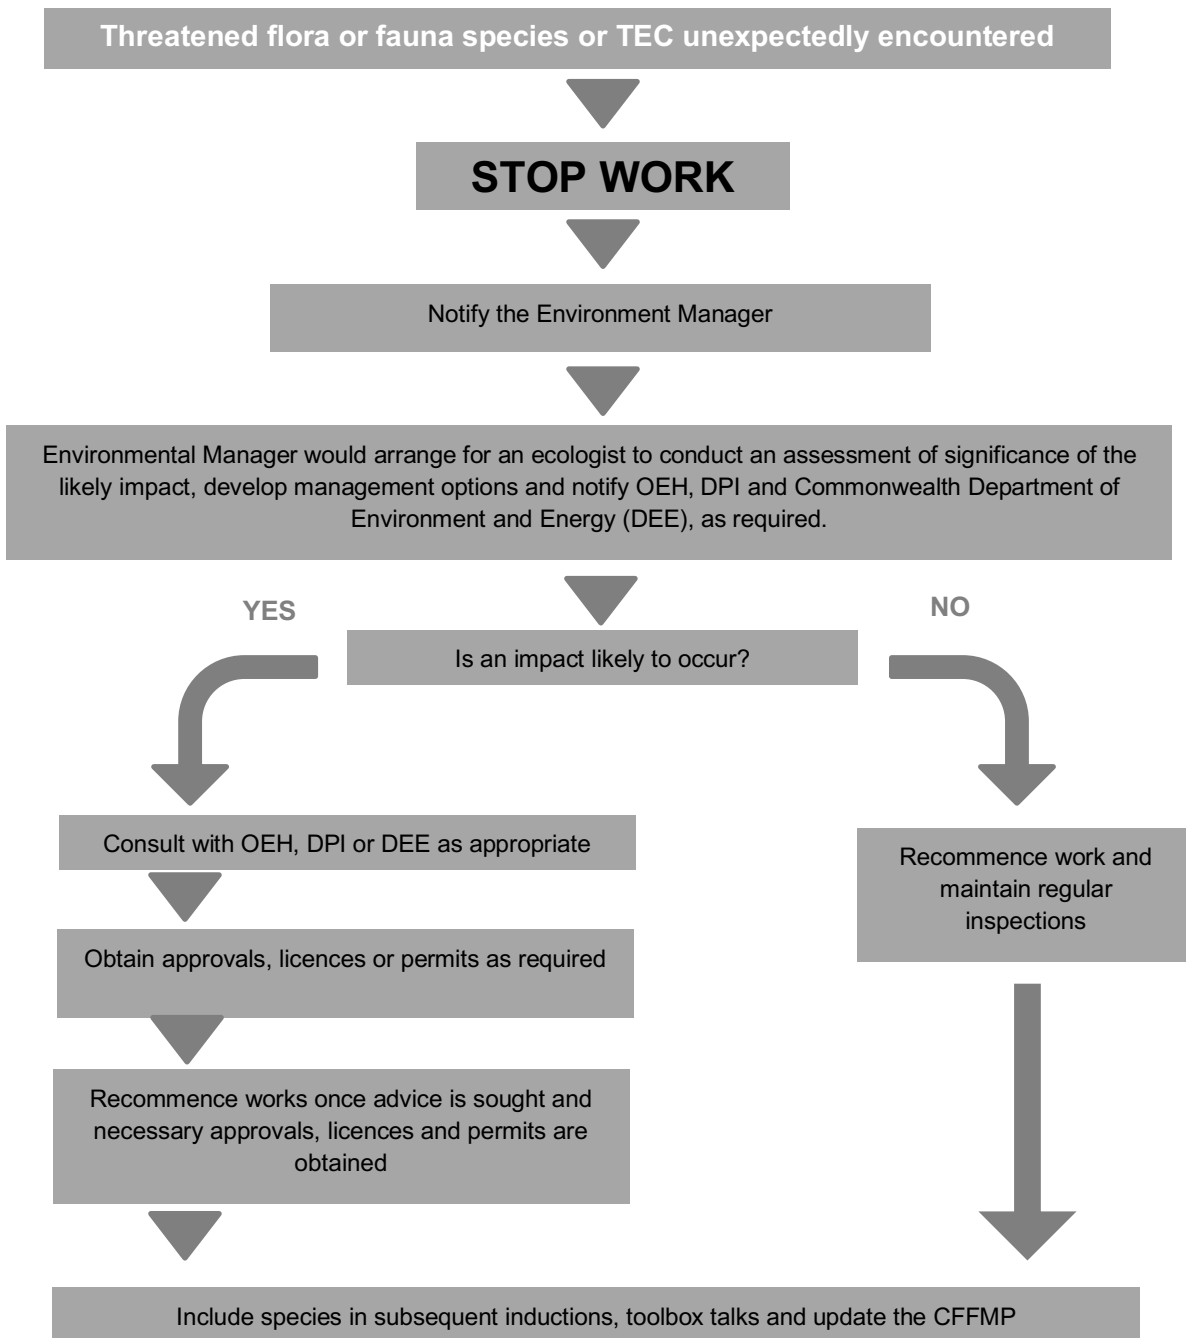 Threatened flora or fauna species or TEC unexpectedly encountered
STOP WORK
Notify the Environment Manager
Environmental Manager would arrange for an ecologist to conduct an assessment of significance of the
likely impact, develop management options and notify OEH, DPI and Commonwealth Department of
Environment and Energy (DEE), as required.
YES
NO
Is an impact likely to occur?
Consult with OEH, DPI or DEE as appropriate
Obtain approvals, licences or permits as required
Recommence works once advice is sought and
necessary approvals, licences and permits are
obtained
Recommence work and
maintain regular
inspections
Include species in subsequent inductions, toolbox talks and update the CFFMP